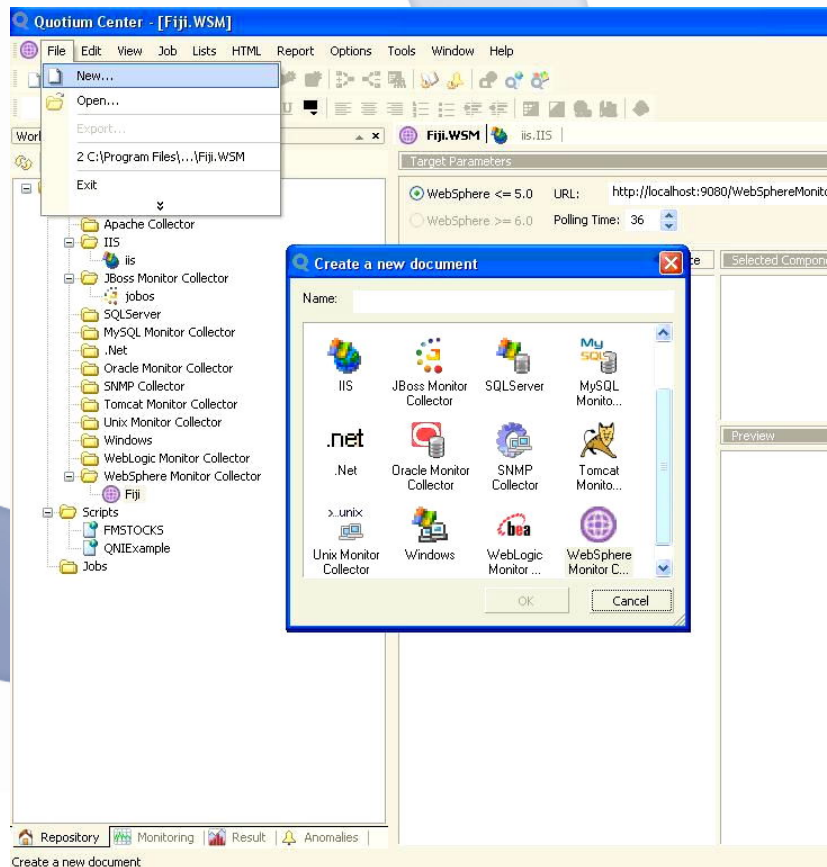 Quotium Center - [Fiji.WSM]
File Edit View Job Lists HTML Report Options Tools Window Help
New...
Open...
Export...
2 C:\Program Files\...\Fiji.WSM
Exit
Fiji.WSM iis.IIS
Target Parameters
WebSphere <= 5.0 URL: http://localhost:9080/WebSphereMonito
WebSphere >= 6.0 Polling Time: 36
Selected Compon
Preview
Apache Collector
IIS
iis
JBoss Monitor Collector
jobos
SQLServer
MySQL Monitor Collector
.Net
Oracle Monitor Collector
SNMP Collector
Tomcat Monitor Collector
Unix Monitor Collector
Windows
WebLogic Monitor Collector
WebSphere Monitor Collector
Fiji
Scripts
FMSTOCKS
QNIExample
Jobs
Create a new document
Name:
IIS
JBoss Monitor Collector
SQLServer
MySQL Monito...
.net
.Net
Oracle Monitor Collector
SNMP Collector
Tomcat Monito...
>_unix
Unix Monitor Collector
Windows
bea
WebLogic Monitor ...
WebSphere Monitor C...
OK Cancel
Repository Monitoring Result Anomalies
Create a new document